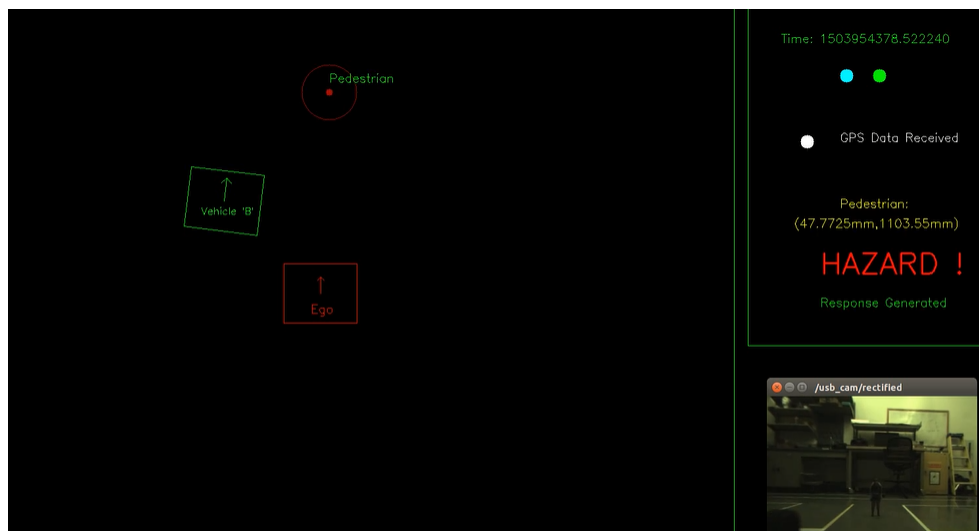 Pedestrian
Vehicle 'B'
Ego
Time: 1503954378.522240
GPS Data Received
Pedestrian:
(47.7725mm,1103.55mm)
HAZARD !
Response Generated
/usb_cam/rectified